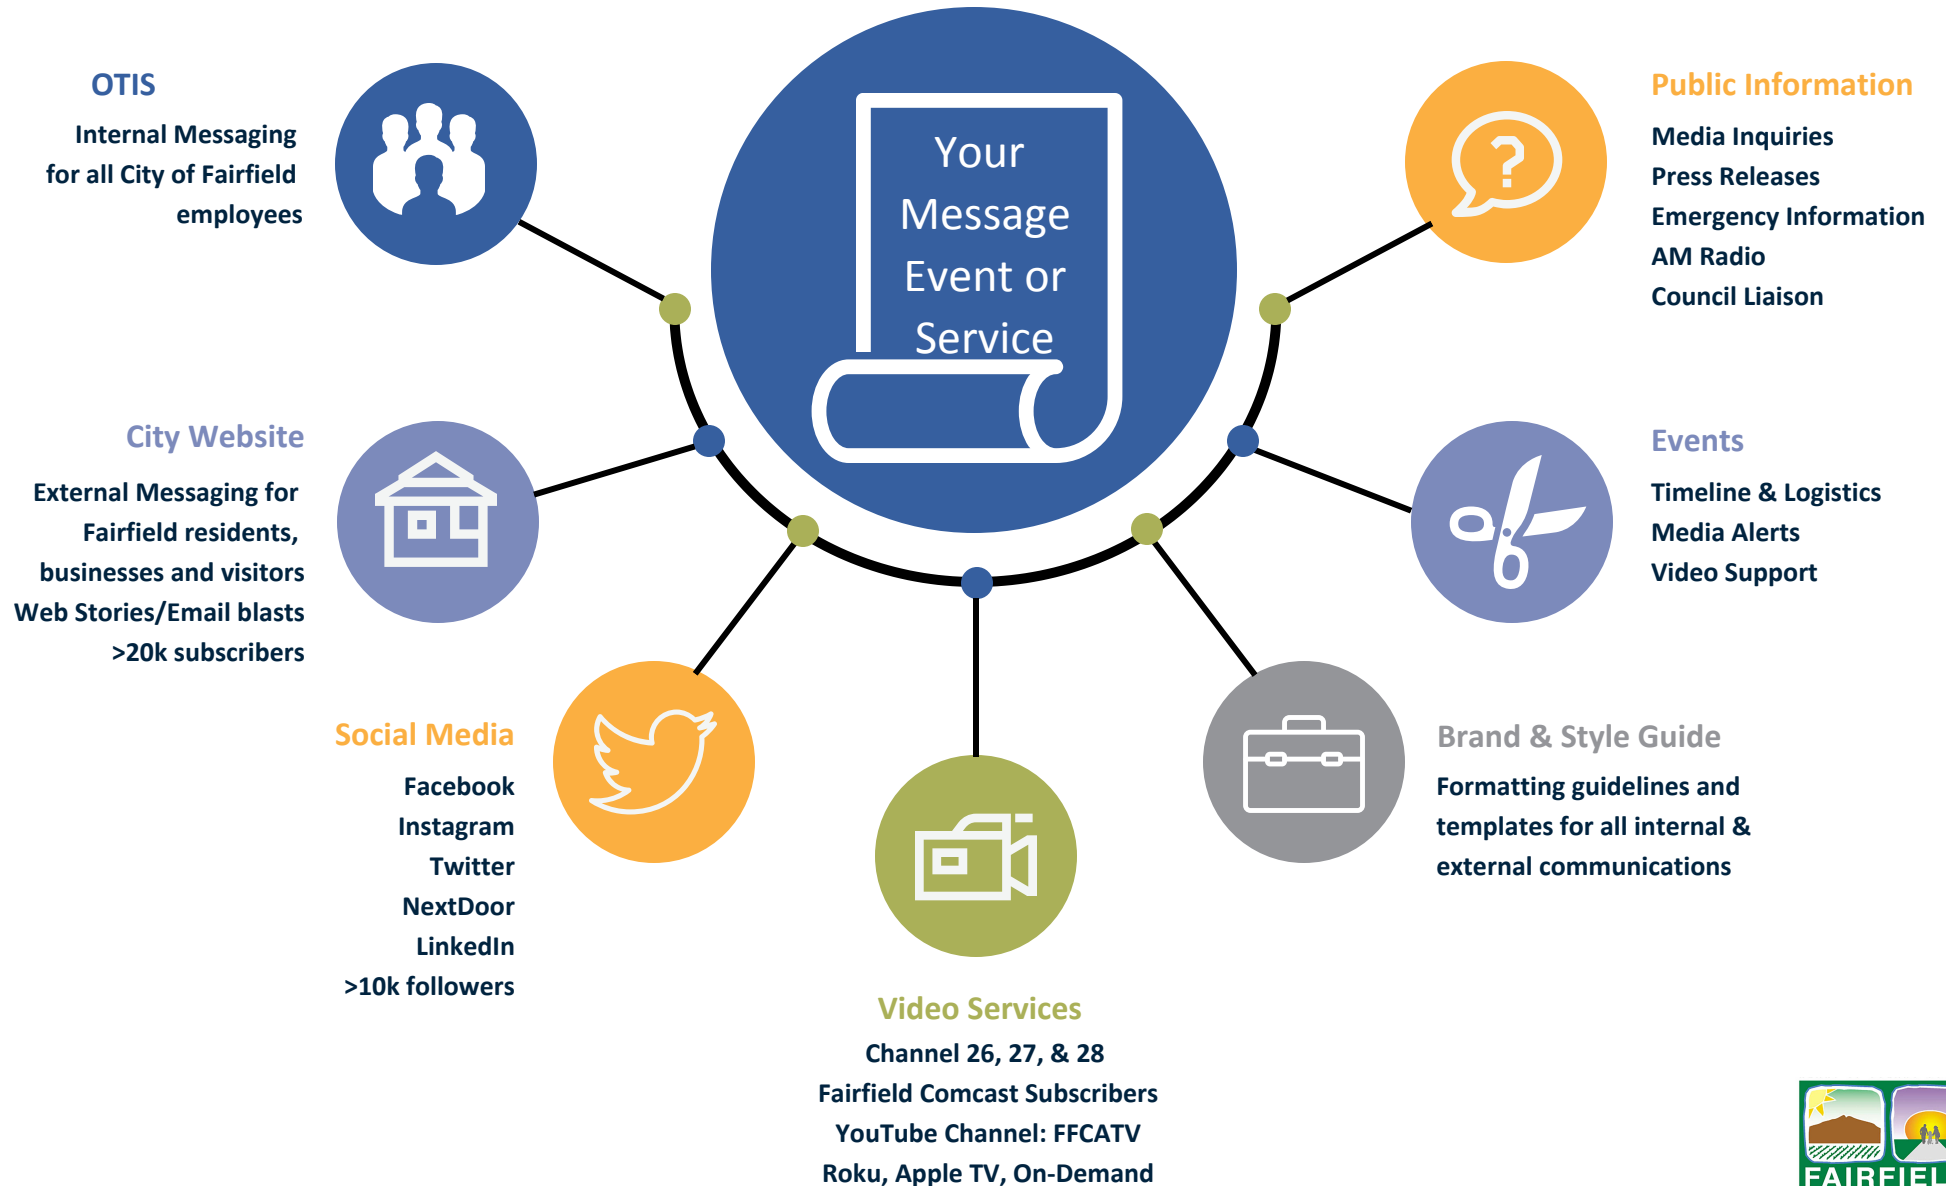 Your
Message
Event or
Service
OTIS
Internal Messaging
for all City of Fairfield
employees
City Website
External Messaging for
Fairfield residents,
businesses and visitors
Web Stories/Email blasts
>20k subscribers
Social Media
Facebook
Instagram
Twitter
NextDoor
LinkedIn
>10k followers
Video Services
Channel 26, 27, & 28
Fairfield Comcast Subscribers
YouTube Channel: FFCATV
Roku, Apple TV, On-Demand
Brand & Style Guide
Formatting guidelines and
templates for all internal &
external communications
Events
Timeline & Logistics
Media Alerts
Video Support
Public Information
Media Inquiries
Press Releases
Emergency Information
AM Radio
Council Liaison
?
FAIRFIEL